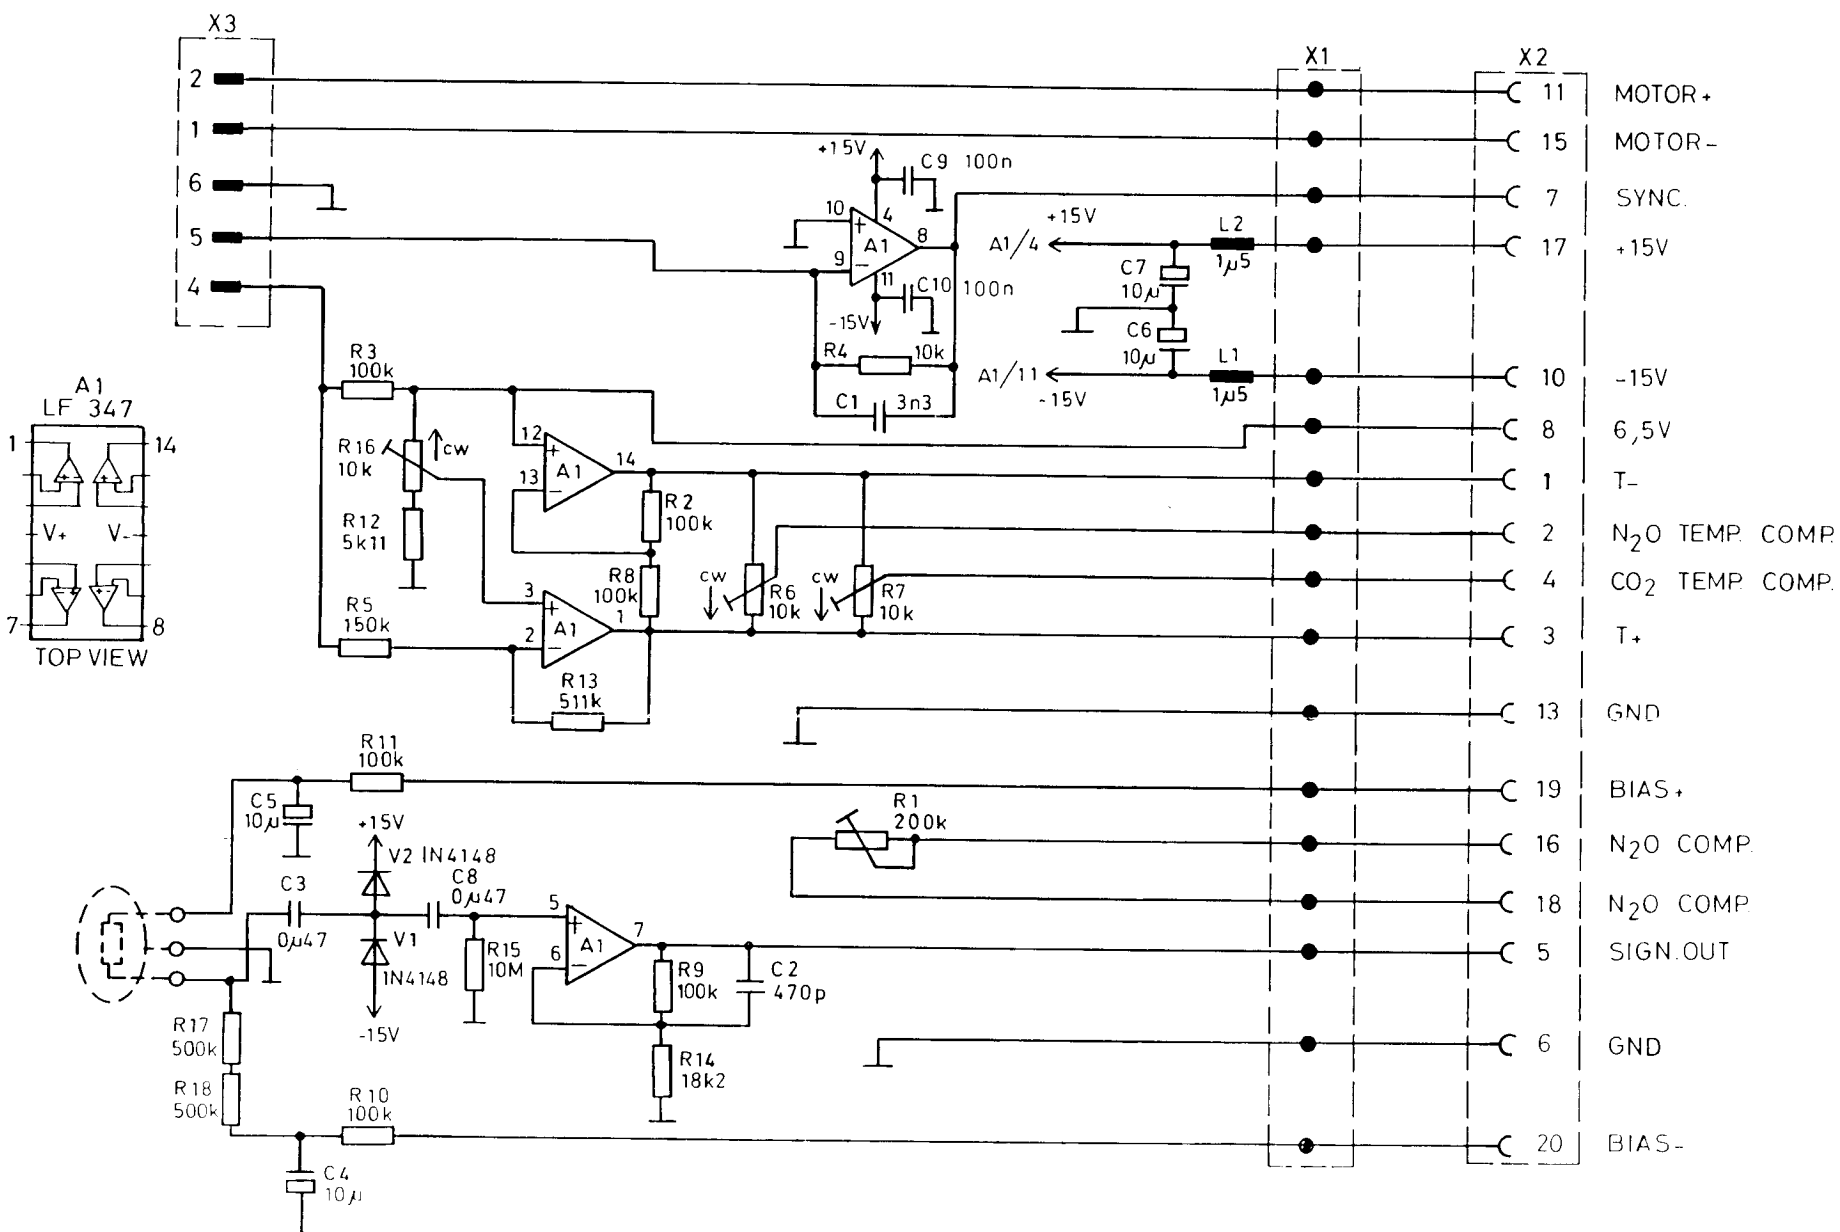 X3
2
1
6
5
4
X1
X2
11 MOTOR+
15 MOTOR-
7 SYNC.
17 +15V
10 -15V
8 6,5V
1 T-
2 N2O TEMP. COMP.
4 CO2 TEMP. COMP.
3 T+
13 GND
19 BIAS+
16 N2O COMP.
18 N2O COMP.
5 SIGN.OUT
6 GND
20 BIAS-
+15V
C9 100n
10
4
A1
8
9
11
C10 100n
-15V
R4 10k
C1 3n3
+15V
A1/4
L2
1µ5
C7
10µ
C6
10µ
L1
1µ5
A1/11
-15V
A1
LF 347
1
14
V+
V-
7
8
TOP VIEW
R3
100k
R16
10k
cw
R12
5k11
R5
150k
12
13
A1
14
R2
100k
R8
100k
3
2
A1
1
R13
511k
cw
R6
10k
cw
R7
10k
R11
100k
C5
10µ
+15V
V2 1N4148
C3
0µ47
C8
0µ47
V1
1N4148
-15V
R15
10M
5
6
A1
7
R9
100k
C2
470p
R14
18k2
R1
200k
R17
500k
R18
500k
R10
100k
C4
10µ